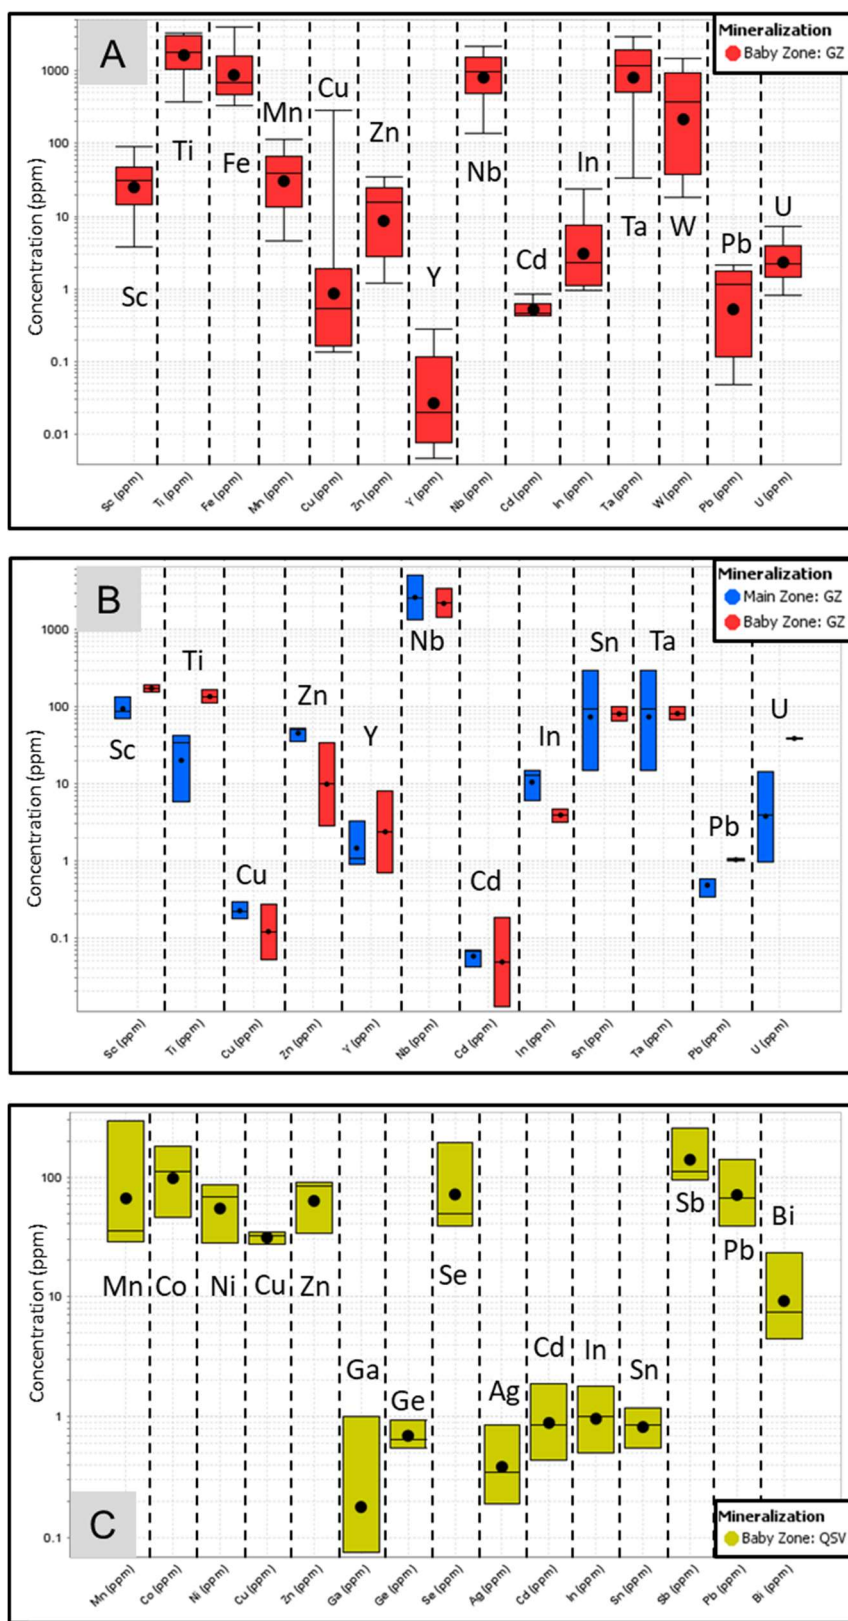 A
Mineralization
Baby Zone: GZ
Concentration (ppm)
1000
100
10
1
0.1
0.01
Sc
Ti
Fe
Mn
Cu
Zn
Y
Nb
Cd
In
Ta
W
Pb
U
Sc (ppm)
Ti (ppm)
Fe (ppm)
Mn (ppm)
Cu (ppm)
Zn (ppm)
Y (ppm)
Nb (ppm)
Cd (ppm)
In (ppm)
Ta (ppm)
W (ppm)
Pb (ppm)
U (ppm)
B
Mineralization
Main Zone: GZ
Baby Zone: GZ
Concentration (ppm)
1000
100
10
1
0.1
Sc
Ti
Cu
Zn
Y
Nb
Cd
In
Sn
Ta
Pb
U
Sc (ppm)
Ti (ppm)
Cu (ppm)
Zn (ppm)
Y (ppm)
Nb (ppm)
Cd (ppm)
In (ppm)
Sn (ppm)
Ta (ppm)
Pb (ppm)
U (ppm)
Concentration (ppm)
100
10
1
0.1
Mn
Co
Ni
Cu
Zn
Ga
Ge
Se
Ag
Cd
In
Sn
Sb
Pb
Bi
C
Mineralization
Baby Zone: QSV
Mn (ppm)
Co (ppm)
Ni (ppm)
Cu (ppm)
Zn (ppm)
Ga (ppm)
Ge (ppm)
Se (ppm)
Ag (ppm)
Cd (ppm)
In (ppm)
Sn (ppm)
Sb (ppm)
Pb (ppm)
Bi (ppm)